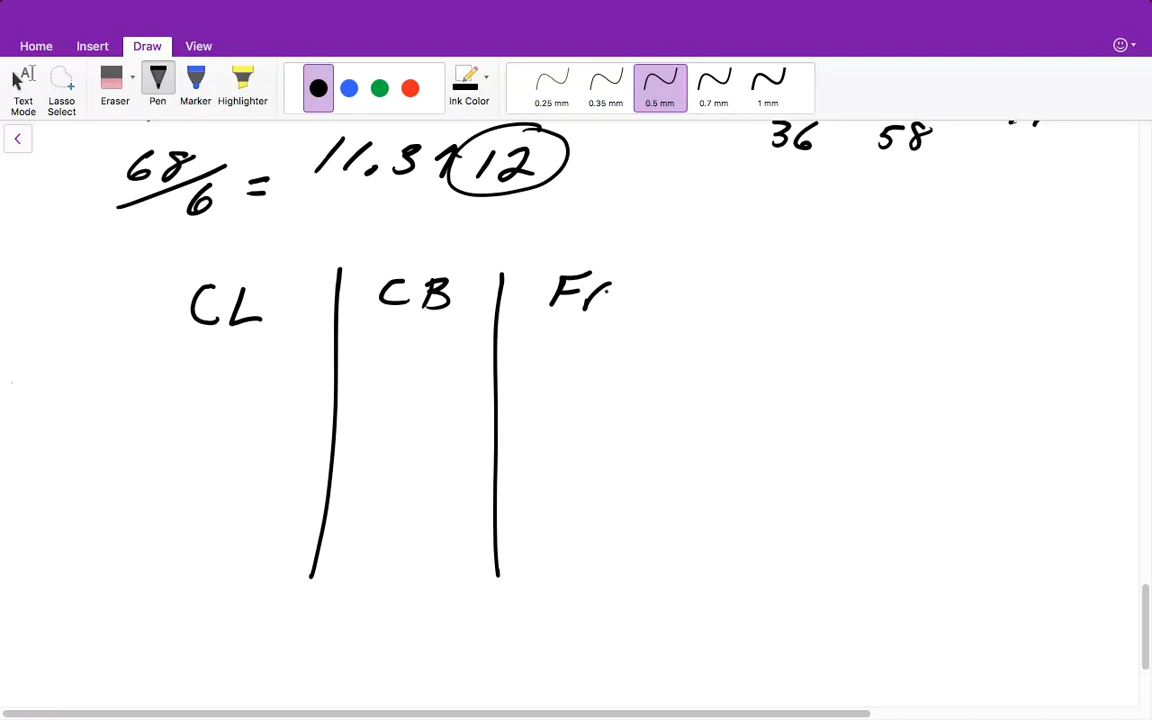 Home Insert Draw View
Text Mode Lasso Select Eraser Pen Marker Highlighter Ink Color 0.25 mm 0.35 mm 0.5 mm 0.7 mm 1 mm
36 58
68/6 = 11.3↑ 12
CL CB Fr